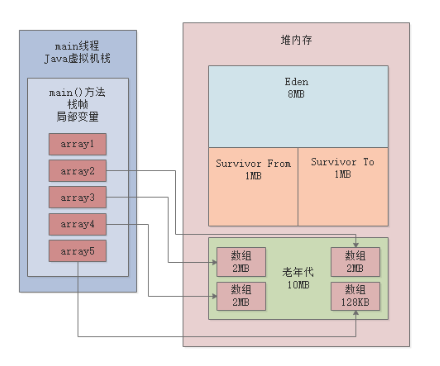 main线程
Java虚拟机栈
main()方法
栈帧
局部变量
array1
array2
array3
array4
array5
堆内存
Eden
8MB
Survivor From
1MB
Survivor To
1MB
数组
2MB
数组
2MB
老年代
10MB
数组
2MB
数组
128KB